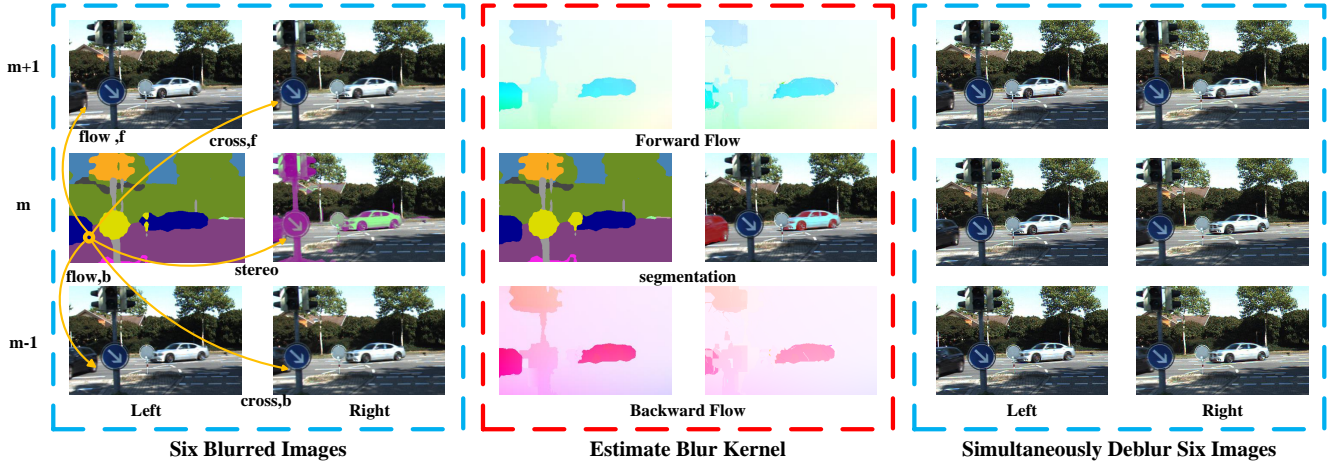 m+1
flow ,f
cross,f
Forward Flow
m
flow,b
stereo
segmentation
m-1
cross,b
Left
Right
Backward Flow
Left
Right
Six Blurred Images
Estimate Blur Kernel
Simultaneously Deblur Six Images